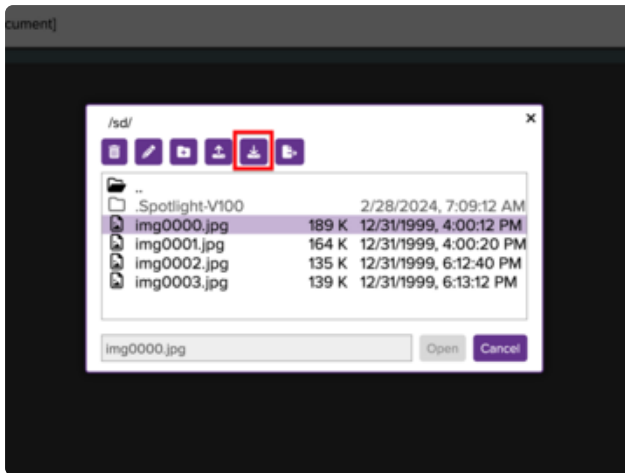 cument]
/sd/
..
.Spotlight-V100 2/28/2024, 7:09:12 AM
img0000.jpg 189 K 12/31/1999, 4:00:12 PM
img0001.jpg 164 K 12/31/1999, 4:00:20 PM
img0002.jpg 135 K 12/31/1999, 6:12:40 PM
img0003.jpg 139 K 12/31/1999, 6:13:12 PM
img0000.jpg Open Cancel